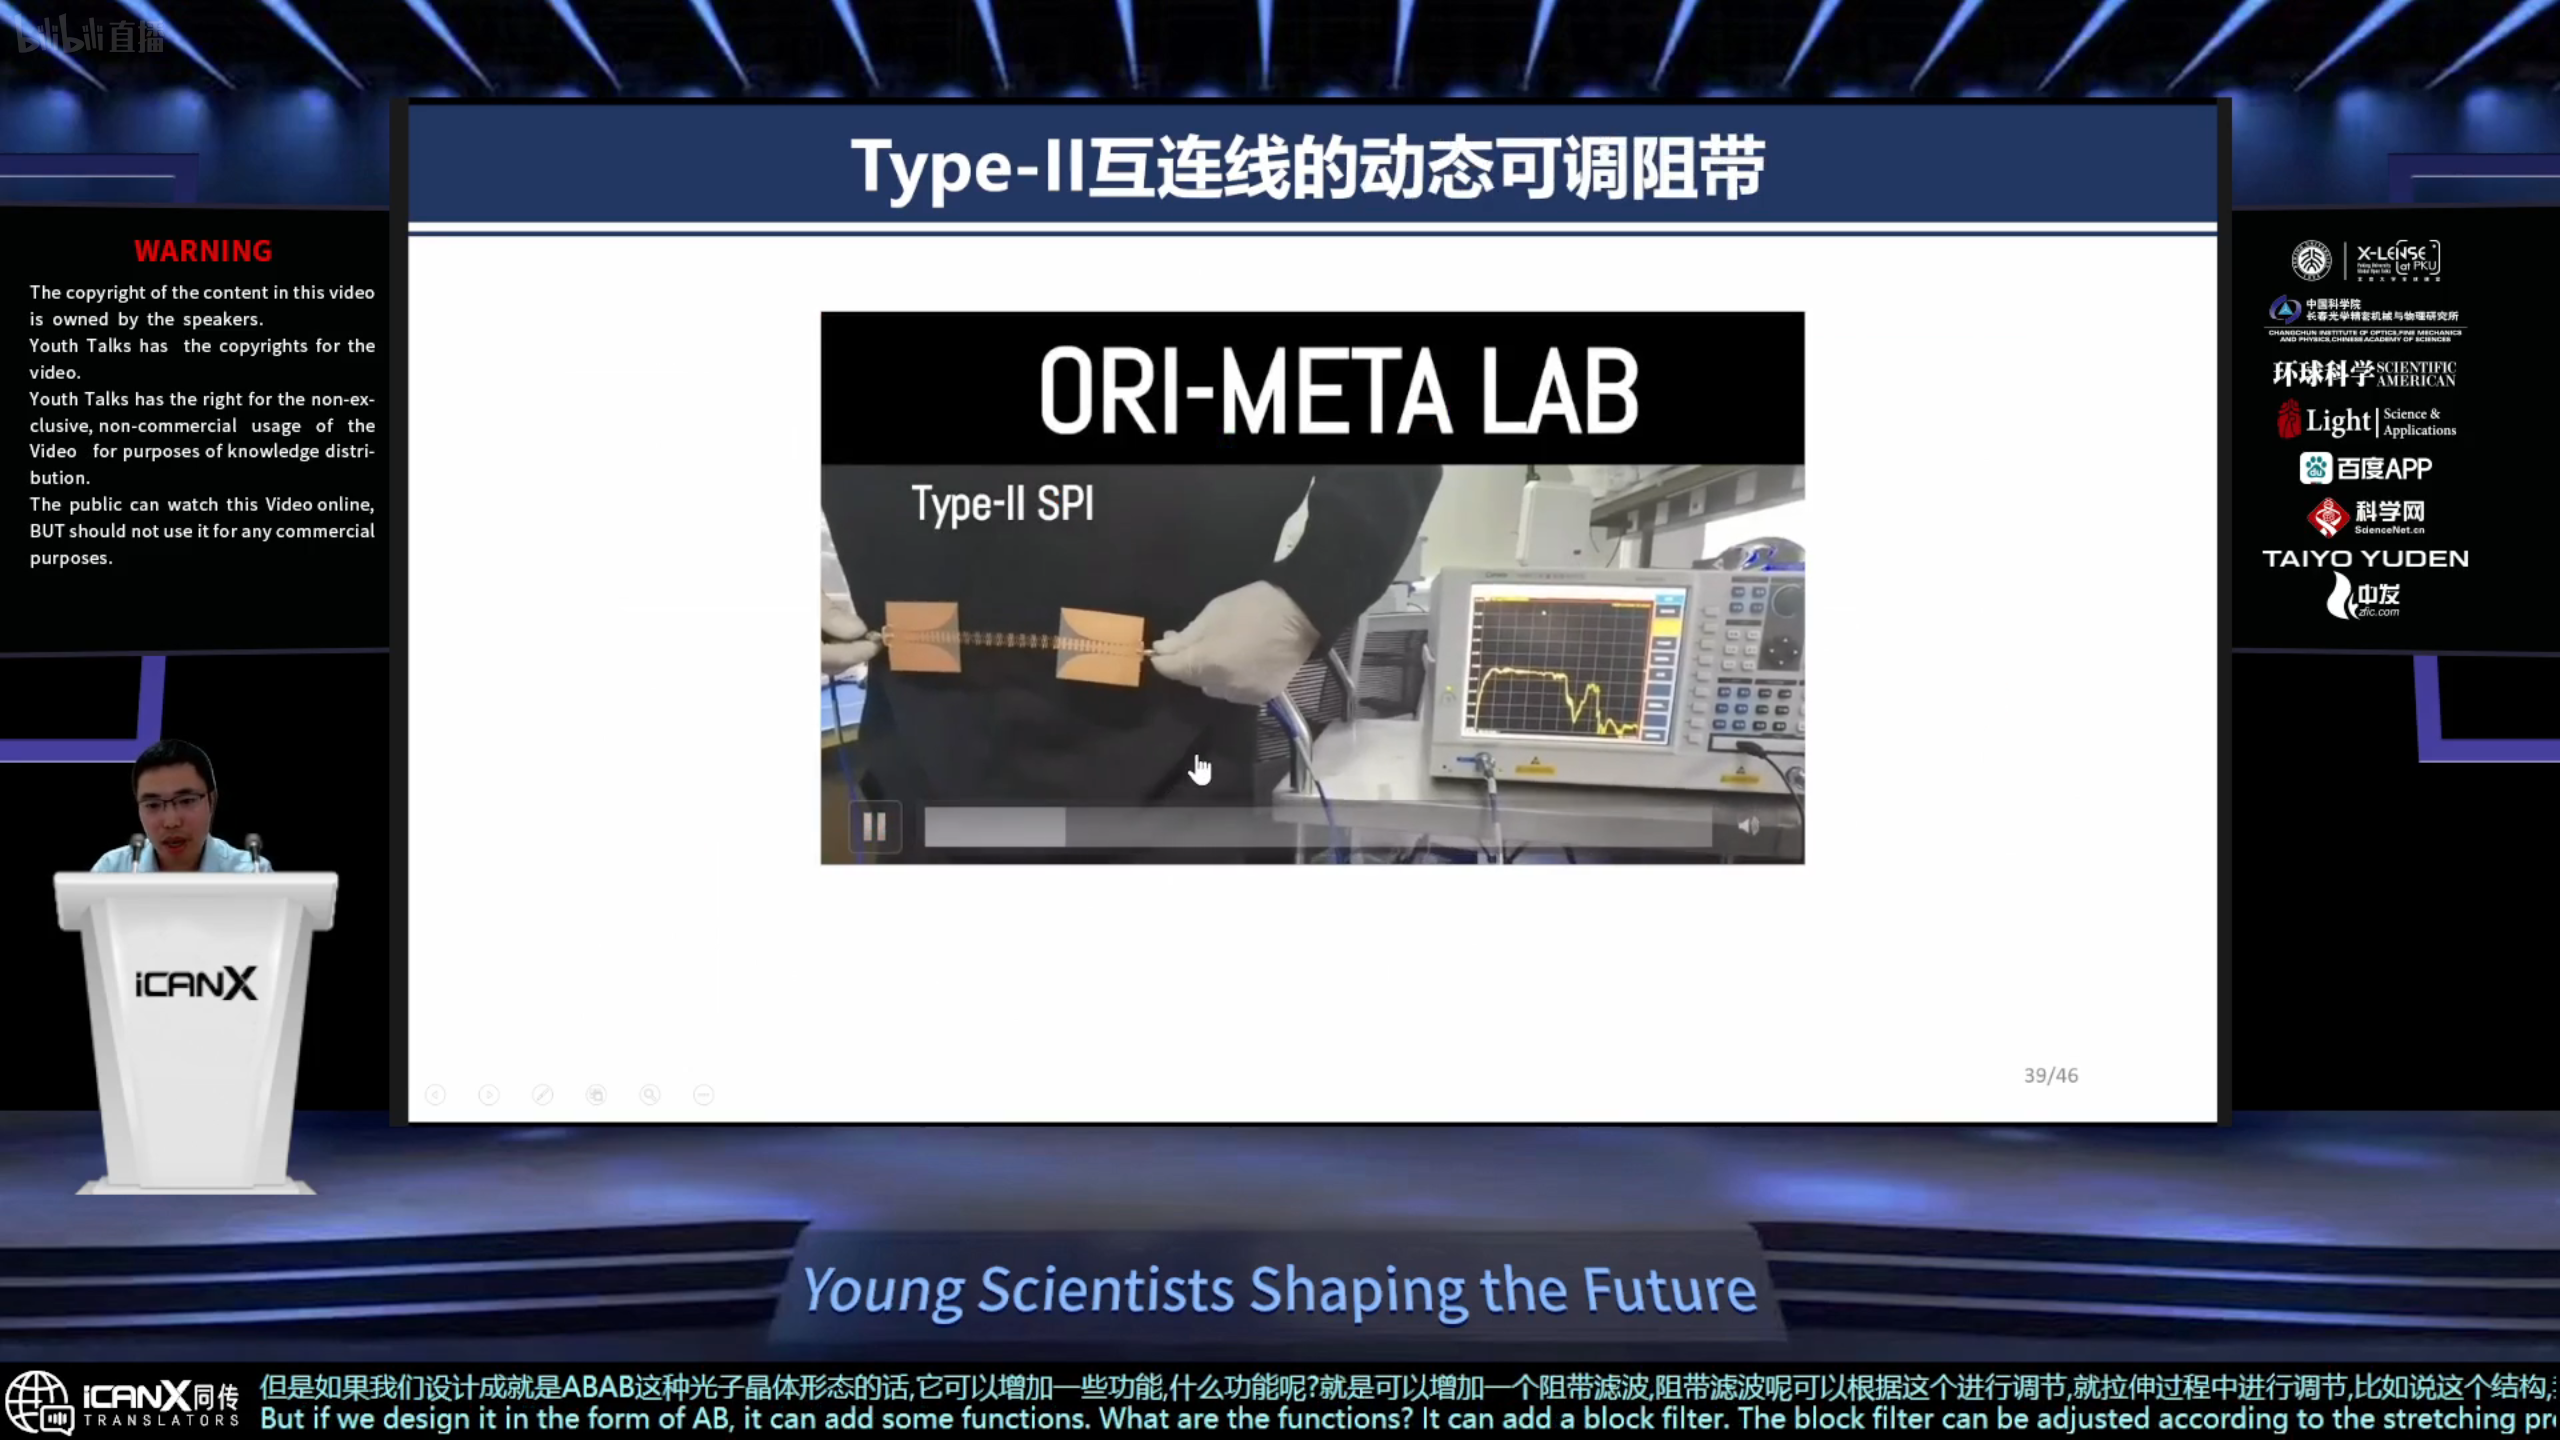 bilibili直播
Type-II互连线的动态可调阻带
WARNING
The copyright of the content in this video
is owned by the speakers.
Youth Talks has the copyrights for the
video.
Youth Talks has the right for the non-ex-
clusive, non-commercial usage of the
Video for purposes of knowledge distri-
bution.
The public can watch this Video online,
BUT should not use it for any commercial
purposes.
ORI-META LAB
Type-II SPI
X-LENSE
at PKU
中国科学院
长春光学精密机械与物理研究所
CHANGCHUN INSTITUTE OF OPTICS,FINE MECHANICS
AND PHYSICS,CHINESE ACADEMY OF SCIENCES
环球科学 SCIENTIFIC
AMERICAN
Light Science &
Applications
du 百度APP
科学网
ScienceNet.cn
TAIYO YUDEN
中发
zfic.com
iCANX
39/46
Young Scientists Shaping the Future
iCANX同传
TRANSLATORS
但是如果我们设计成就是ABAB这种光子晶体形态的话,它可以增加一些功能,什么功能呢?就是可以增加一个阻带滤波,阻带滤波呢可以根据这个进行调节,就拉伸过程中进行调节,比如说这个结构,
But if we design it in the form of AB, it can add some functions. What are the functions? It can add a block filter. The block filter can be adjusted according to the stretching pr